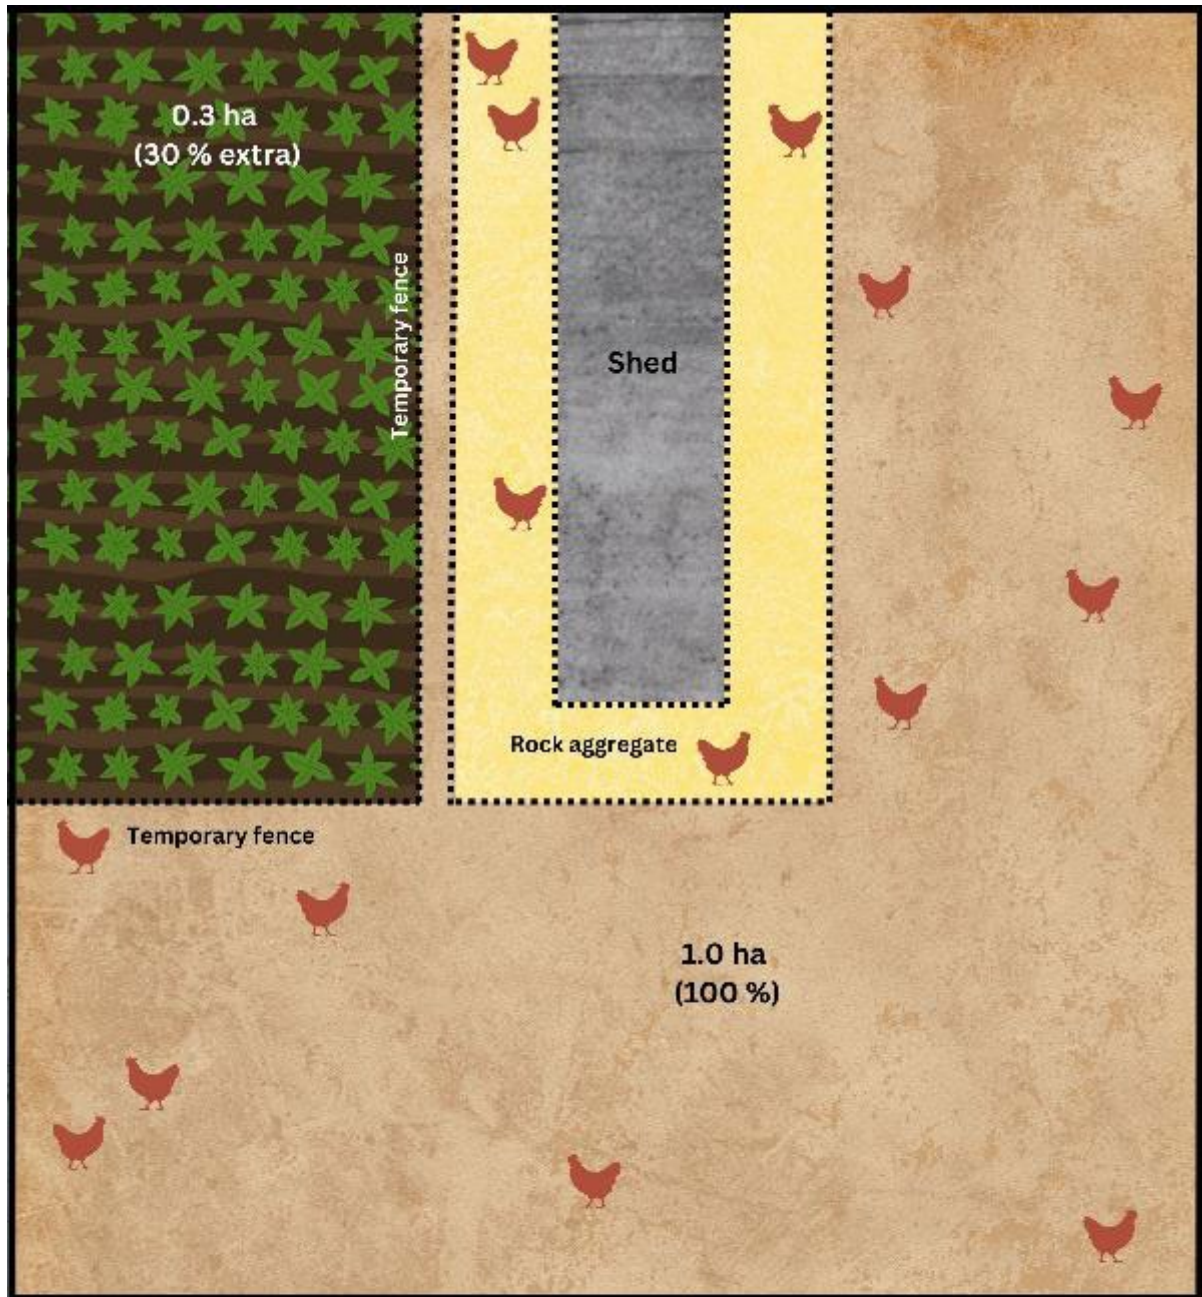 0.3 ha
(30 % extra)
Temporary fence
Shed
Rock aggregate
Temporary fence
1.0 ha
(100 %)